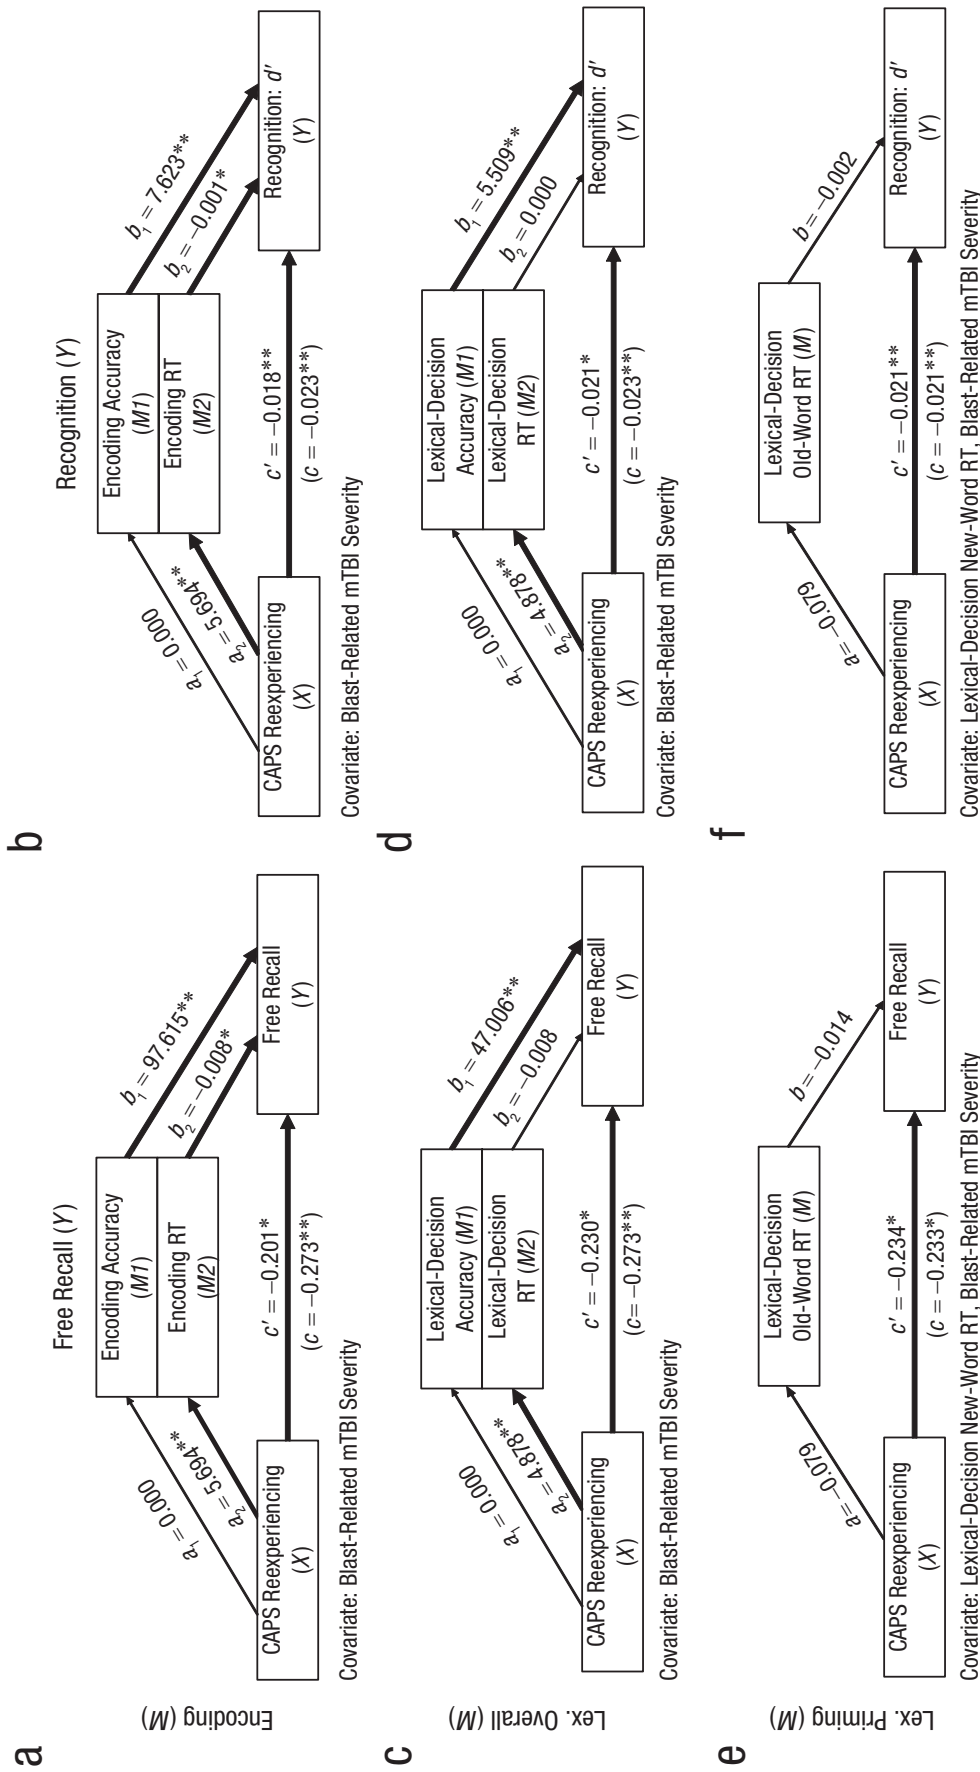 a
Free Recall (Y)
Encoding (M)
Encoding Accuracy
(M1)
Encoding RT
(M2)
a₁ = 0.000
a₂ = 5.694**
b₁ = 97.615**
b₂ = −0.008*
CAPS Reexperiencing
(X)
c′ = −0.201*
(c = −0.273**)
Free Recall
(Y)
Covariate: Blast-Related mTBI Severity
b
Recognition (Y)
Encoding Accuracy
(M1)
Encoding RT
(M2)
a₁ = 0.000
a₂ = 5.694**
b₁ = 7.623**
b₂ = −0.001*
CAPS Reexperiencing
(X)
c′ = −0.018**
(c = −0.023**)
Recognition: d′
(Y)
Covariate: Blast-Related mTBI Severity
c
Lex. Overall (M)
Lexical-Decision
Accuracy (M1)
Lexical-Decision
RT (M2)
a₁ = 0.000
a₂ = 4.878**
b₁ = 47.006**
b₂ = −0.008
CAPS Reexperiencing
(X)
c′ = −0.230*
(c= −0.273**)
Free Recall
(Y)
Covariate: Blast-Related mTBI Severity
d
Lexical-Decision
Accuracy (M1)
Lexical-Decision
RT (M2)
a₁ = 0.000
a₂ = 4.878**
b₁ = 5.509**
b₂ = 0.000
CAPS Reexperiencing
(X)
c′ = −0.021*
(c = −0.023**)
Recognition: d′
(Y)
Covariate: Blast-Related mTBI Severity
e
Lex. Priming (M)
Lexical-Decision
Old-Word RT (M)
a= −0.079
b= −0.014
CAPS Reexperiencing
(X)
c′ = −0.234*
(c = −0.233*)
Free Recall
(Y)
Covariate: Lexical-Decision New-Word RT, Blast-Related mTBI Severity
f
Lexical-Decision
Old-Word RT (M)
a= −0.079
b= −0.002
CAPS Reexperiencing
(X)
c′ = −0.021**
(c = −0.021**)
Recognition: d′
(Y)
Covariate: Lexical-Decision New-Word RT, Blast-Related mTBI Severity